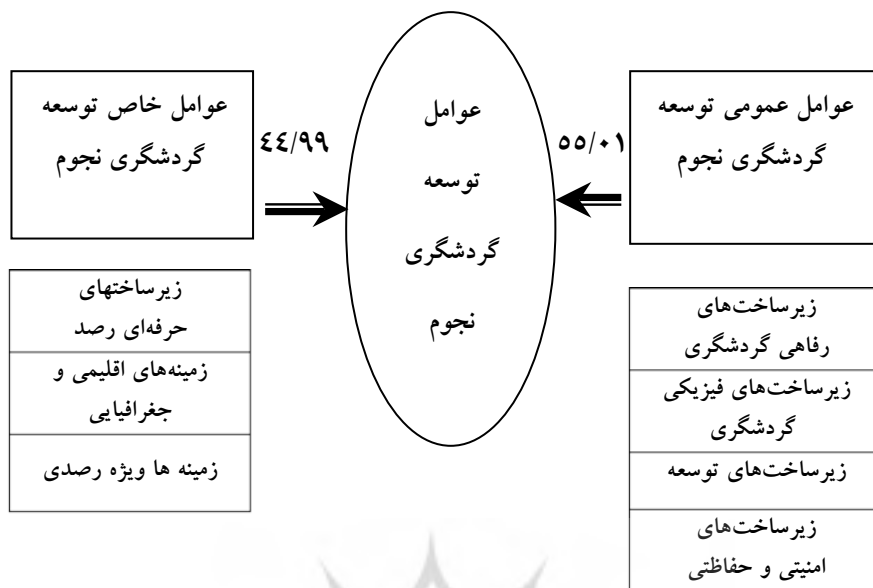 عوامل عمومی توسعه
گردشگری نجوم
٥٥/٠١
عوامل
توسعه
گردشگری
نجوم
٤٤/٩٩
عوامل خاص توسعه
گردشگری نجوم
زیرساخت‌های
رفاهی گردشگری
زیرساخت‌های فیزیکی
گردشگری
زیرساخت‌های توسعه
زیرساخت‌های
امنیتی و حفاظتی
زیرساختهای
حرفه‌ای رصد
زمینه‌های اقلیمی و
جغرافیایی
زمینه ها ویژه رصدی